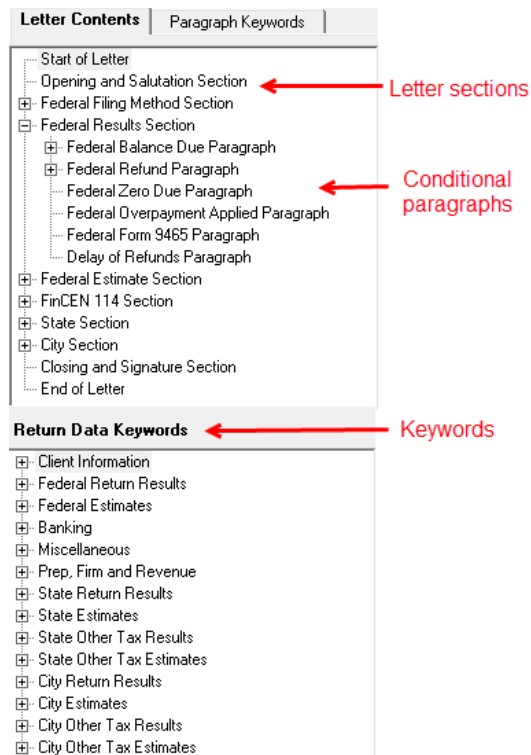 Letter Contents Paragraph Keywords
Start of Letter
Opening and Salutation Section
Letter sections
Federal Filing Method Section
Federal Results Section
Federal Balance Due Paragraph
Federal Refund Paragraph
Conditional
Federal Zero Due Paragraph
paragraphs
Federal Overpayment Applied Paragraph
Federal Form 9465 Paragraph
Delay of Refunds Paragraph
Federal Estimate Section
FinCEN 114 Section
State Section
City Section
Closing and Signature Section
End of Letter
Return Data Keywords
Keywords
Client Information
Federal Return Results
Federal Estimates
Banking
Miscellaneous
Prep, Firm and Revenue
State Return Results
State Estimates
State Other Tax Results
State Other Tax Estimates
City Return Results
City Estimates
City Other Tax Results
City Other Tax Estimates